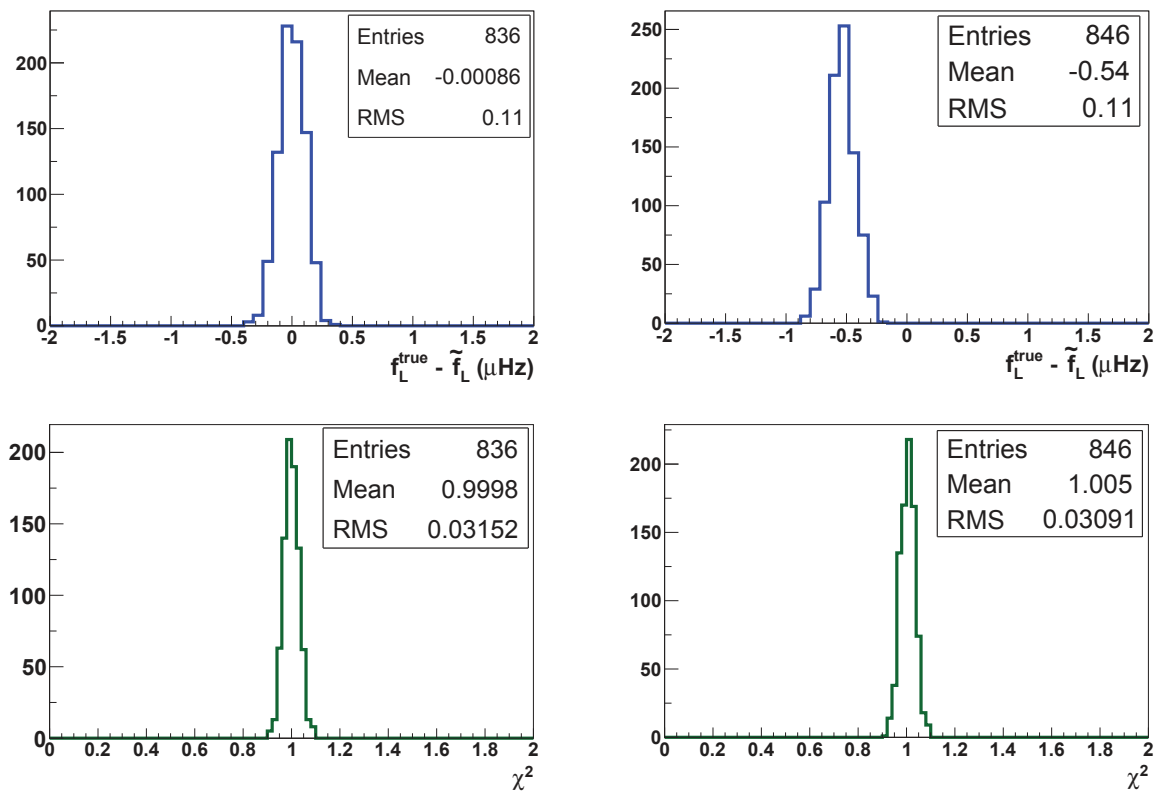 Entries 836
Mean -0.00086
RMS 0.11
200
150
100
50
0
-2 -1.5 -1 -0.5 0 0.5 1 1.5 2
f_L^true - f̃_L (μHz)
Entries 846
Mean -0.54
RMS 0.11
250
200
150
100
50
0
-2 -1.5 -1 -0.5 0 0.5 1 1.5 2
f_L^true - f̃_L (μHz)
Entries 836
Mean 0.9998
RMS 0.03152
200
150
100
50
0
0 0.2 0.4 0.6 0.8 1 1.2 1.4 1.6 1.8 2
χ²
Entries 846
Mean 1.005
RMS 0.03091
200
150
100
50
0
0 0.2 0.4 0.6 0.8 1 1.2 1.4 1.6 1.8 2
χ²